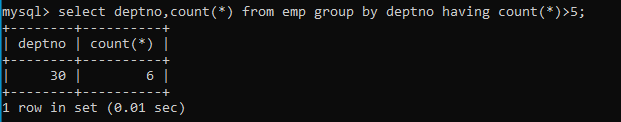 mysql> select deptno,count(*) from emp group by deptno having count(*)>5;
+--------+----------+
| deptno | count(*) |
+--------+----------+
|     30 |        6 |
+--------+----------+
1 row in set (0.01 sec)